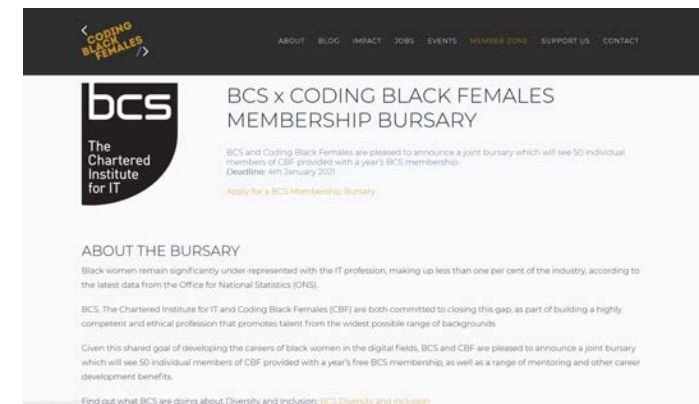 < CODING
BLACK
FEMALES />
ABOUT BLOG IMPACT JOBS EVENTS MEMBER ZONE SUPPORT US CONTACT
bcs
The
Chartered
Institute
for IT
BCS x CODING BLACK FEMALES
MEMBERSHIP BURSARY
BCS and Coding Black Females are pleased to announce a joint bursary which will see 50 individual
members of CBF provided with a year's BCS membership.
Deadline: 4th January 2021
Apply for a BCS Membership Bursary
ABOUT THE BURSARY
Black women remain significantly under-represented with the IT profession, making up less than one per cent of the industry, according to
the latest data from the Office for National Statistics (ONS).
BCS, The Chartered Institute for IT and Coding Black Females (CBF) are both committed to closing this gap, as part of building a highly
competent and ethical profession that promotes talent from the widest possible range of backgrounds.
Given this shared goal of developing the careers of black women in the digital fields, BCS and CBF are pleased to announce a joint bursary
which will see 50 individual members of CBF provided with a year's free BCS membership, as well as a range of mentoring and other career
development benefits.
Find out what BCS are doing about Diversity and Inclusion: BCS Diversity and inclusion